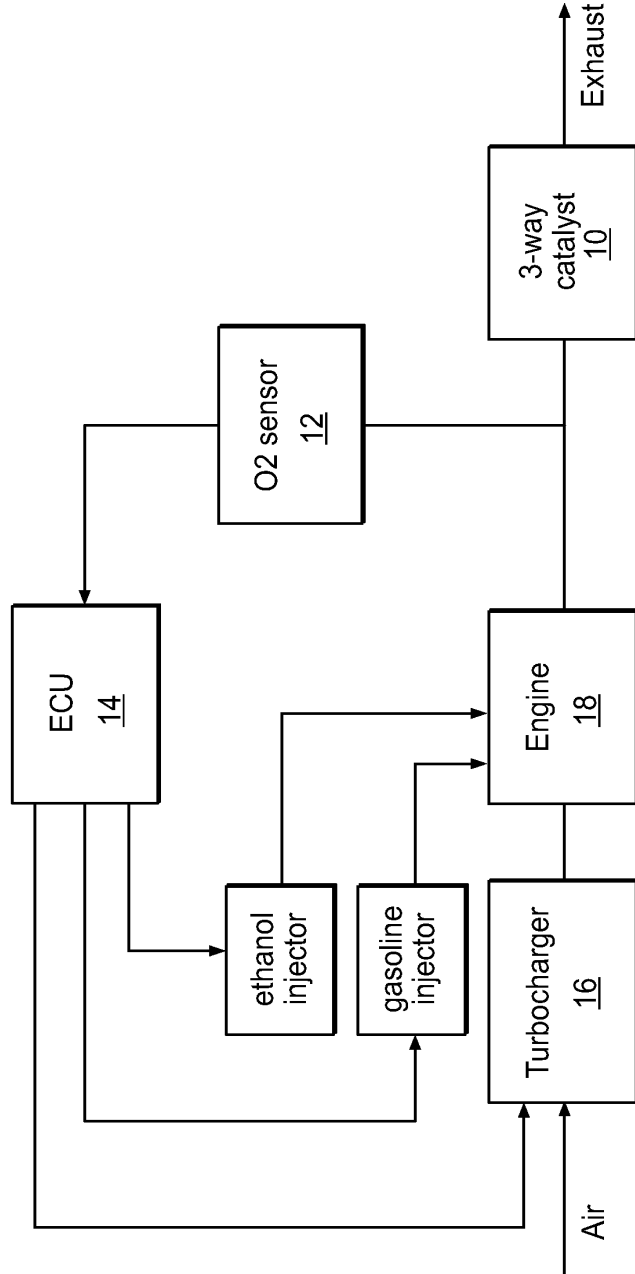 ECU
14
O2 sensor
12
ethanol
injector
gasoline
injector
Air
Turbocharger
16
Engine
18
3-way
catalyst
10
Exhaust